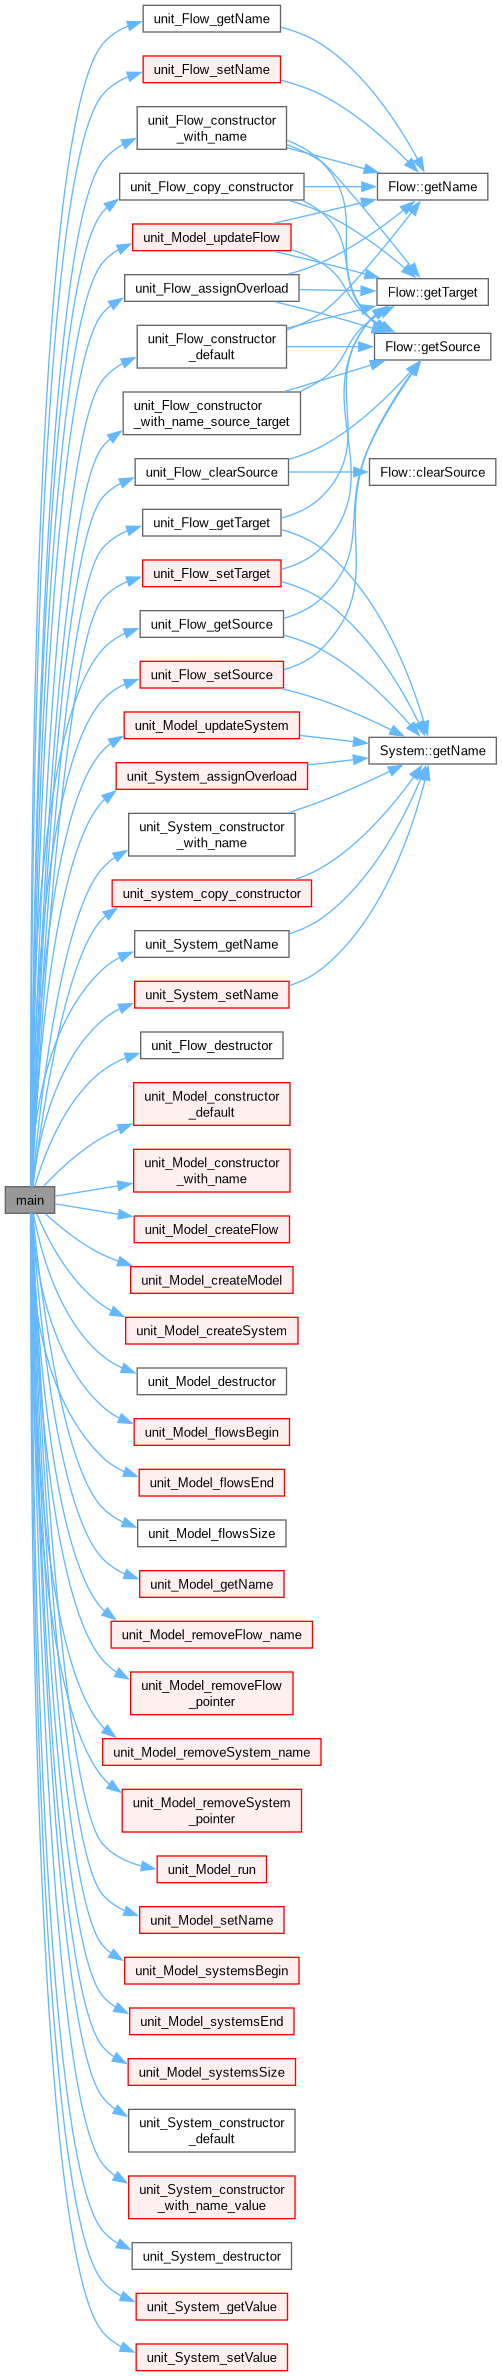 unit_Flow_getName
unit_Flow_setName
unit_Flow_constructor
_with_name
unit_Flow_copy_constructor
Flow::getName
unit_Model_updateFlow
unit_Flow_assignOverload
Flow::getTarget
unit_Flow_constructor
_default
Flow::getSource
unit_Flow_constructor
_with_name_source_target
unit_Flow_clearSource
Flow::clearSource
unit_Flow_getTarget
unit_Flow_setTarget
unit_Flow_getSource
unit_Flow_setSource
unit_Model_updateSystem
System::getName
unit_System_assignOverload
unit_System_constructor
_with_name
unit_system_copy_constructor
unit_System_getName
unit_System_setName
unit_Flow_destructor
unit_Model_constructor
_default
unit_Model_constructor
_with_name
main
unit_Model_createFlow
unit_Model_createModel
unit_Model_createSystem
unit_Model_destructor
unit_Model_flowsBegin
unit_Model_flowsEnd
unit_Model_flowsSize
unit_Model_getName
unit_Model_removeFlow_name
unit_Model_removeFlow
_pointer
unit_Model_removeSystem_name
unit_Model_removeSystem
_pointer
unit_Model_run
unit_Model_setName
unit_Model_systemsBegin
unit_Model_systemsEnd
unit_Model_systemsSize
unit_System_constructor
_default
unit_System_constructor
_with_name_value
unit_System_destructor
unit_System_getValue
unit_System_setValue